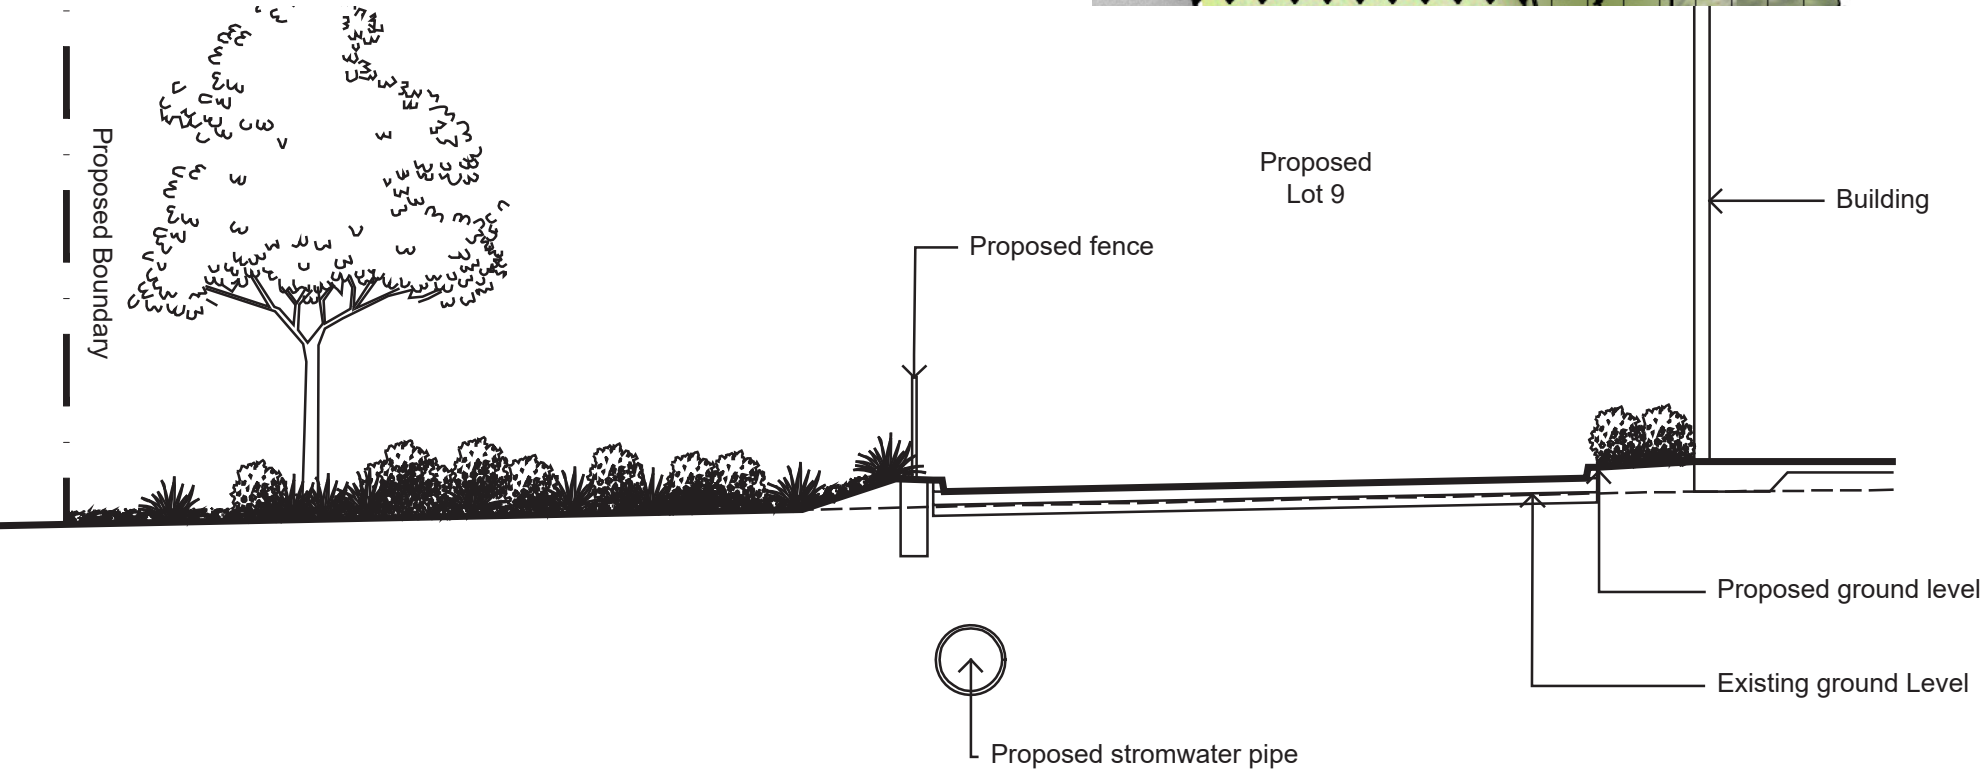 Proposed Boundary
Proposed
Lot 9
Building
Proposed fence
Proposed ground level
Existing ground Level
Proposed stromwater pipe